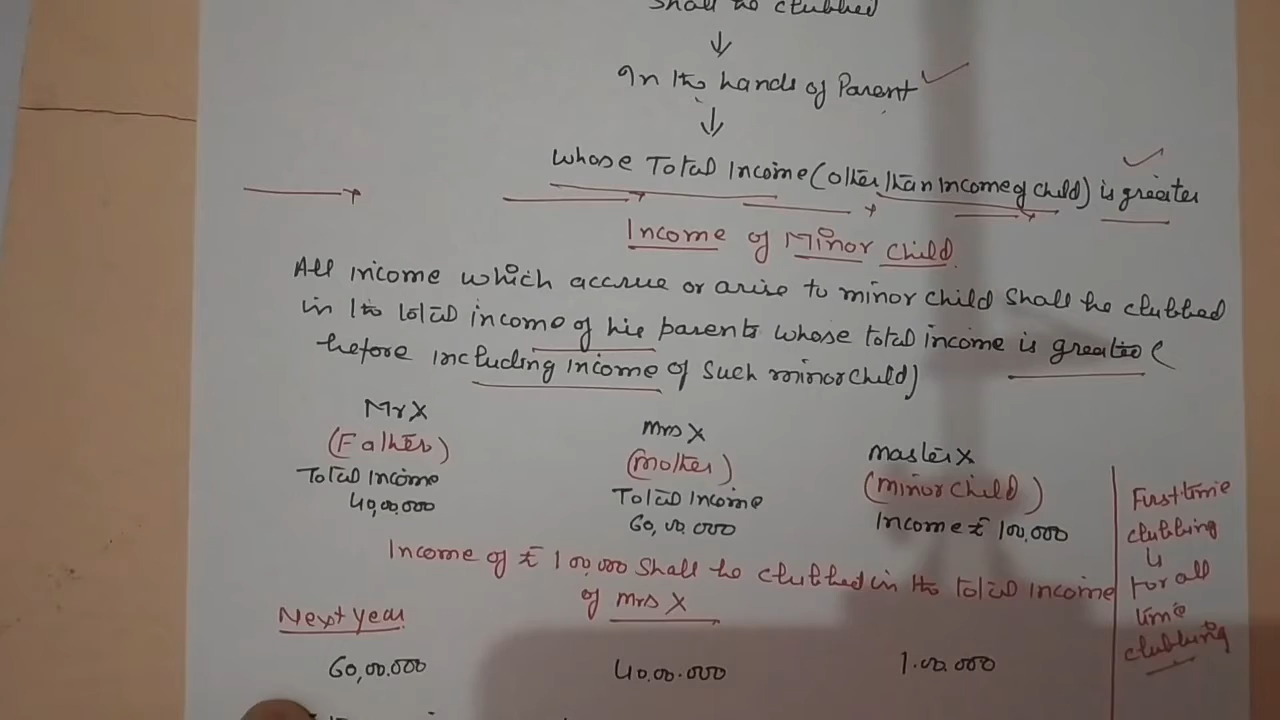 Shall be clubbed
In the hands of Parent
Whose Total Income (Other than Income of child) is greater
Income of Minor child
All income which accrue or arise to minor child Shall be clubbed
in the total income of his parents whose total income is greater (
before including income of such minor child)
Mr X
(Father)
Total Income
40,00,000
Mrs X
(Mother)
Total Income
60,00,000
master X
(Minor child)
Income ₹ 100,000
Income of ₹ 100,000 Shall be clubbed in the total income
of mrs X
First time
clubbing
for all
time
clubbing
Next year
60,00,000
40.00.000
1.00.000